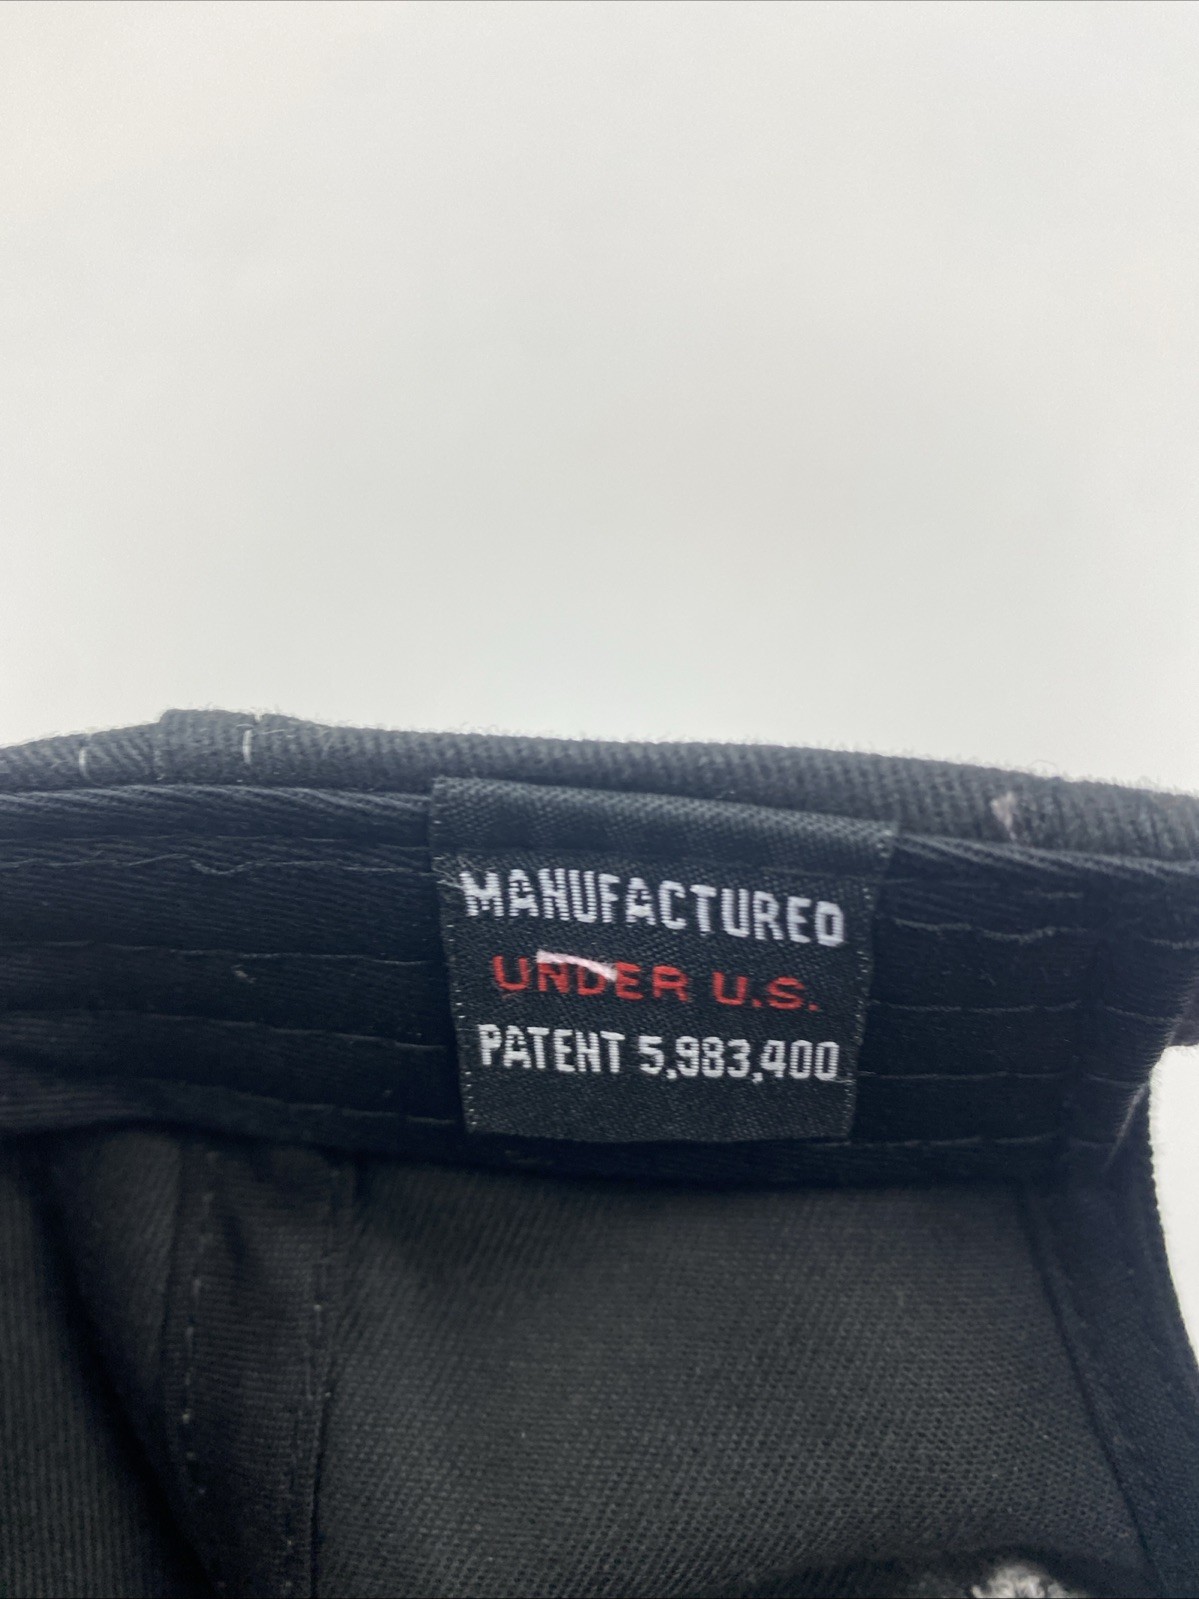 MANUFACTURED
UNDER U.S.
PATENT 5,983,400